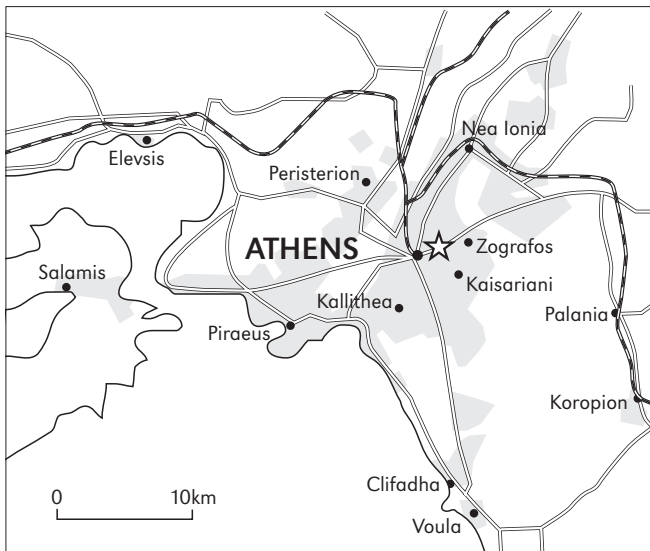 Nea Ionia
Elevsis
Peristerion
ATHENS
Zografos
Salamis
Kaisariani
Kallithea
Palania
Piraeus
Koropion
Clifadha
0 10km
Voula